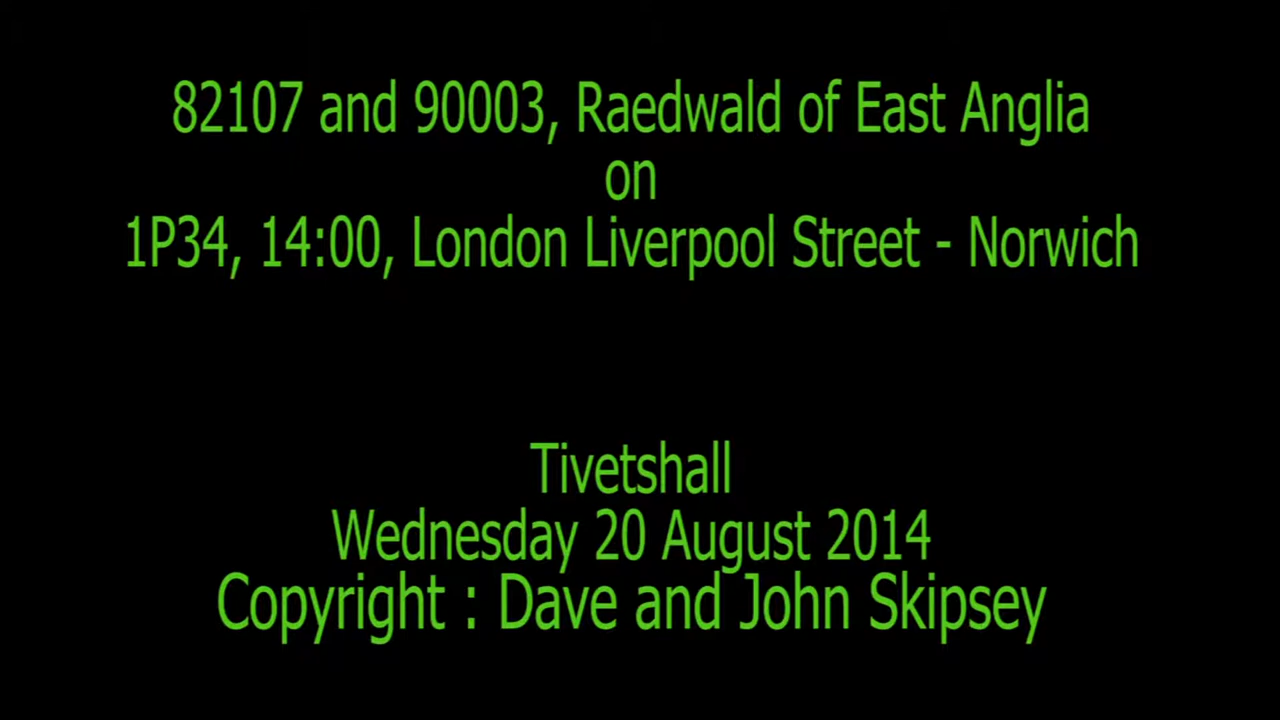 82107 and 90003, Raedwald of East Anglia
on
1P34, 14:00, London Liverpool Street - Norwich
Tivetshall
Wednesday 20 August 2014
Copyright : Dave and John Skipsey